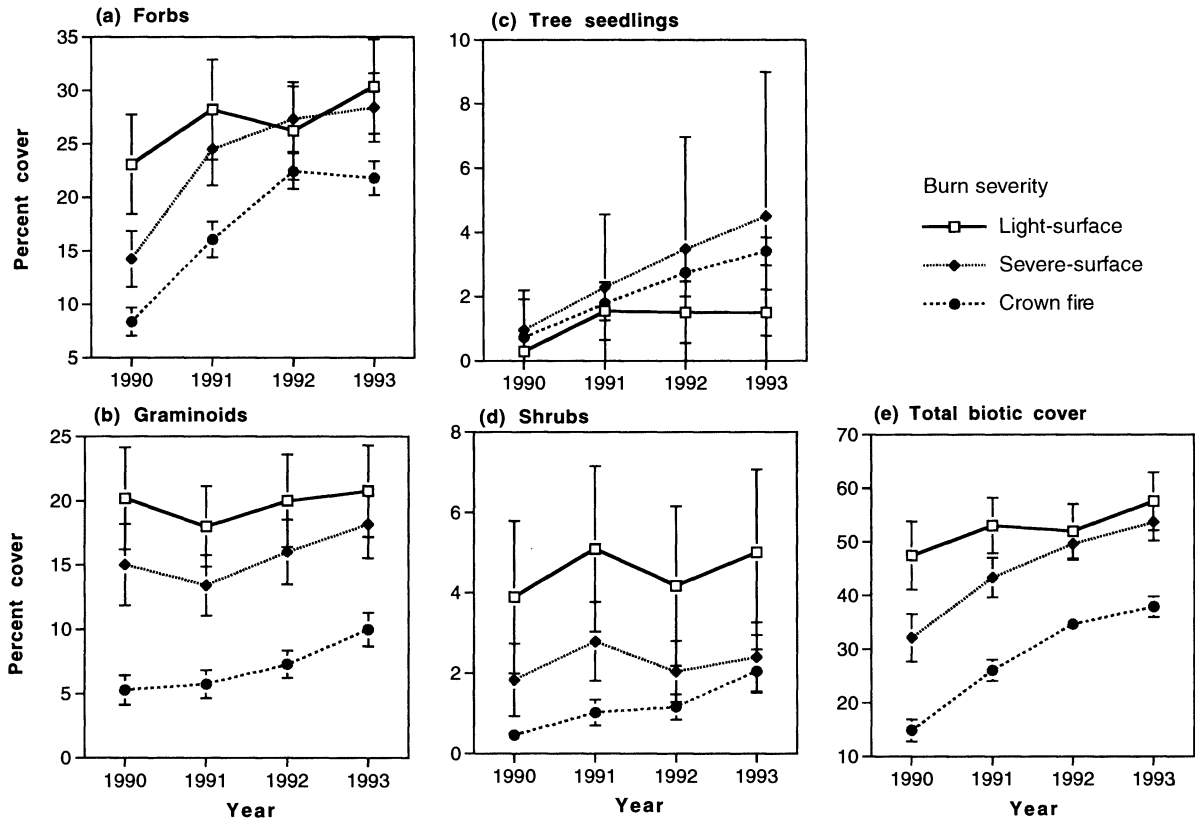 (a) Forbs
35
30
25
20
15
10
5
Percent cover
1990 1991 1992 1993
(c) Tree seedlings
10
8
6
4
2
0
1990 1991 1992 1993
Burn severity
Light-surface
Severe-surface
Crown fire
(b) Graminoids
25
20
15
10
5
0
Percent cover
1990 1991 1992 1993
Year
(d) Shrubs
8
6
4
2
0
1990 1991 1992 1993
Year
(e) Total biotic cover
70
60
50
40
30
20
10
1990 1991 1992 1993
Year